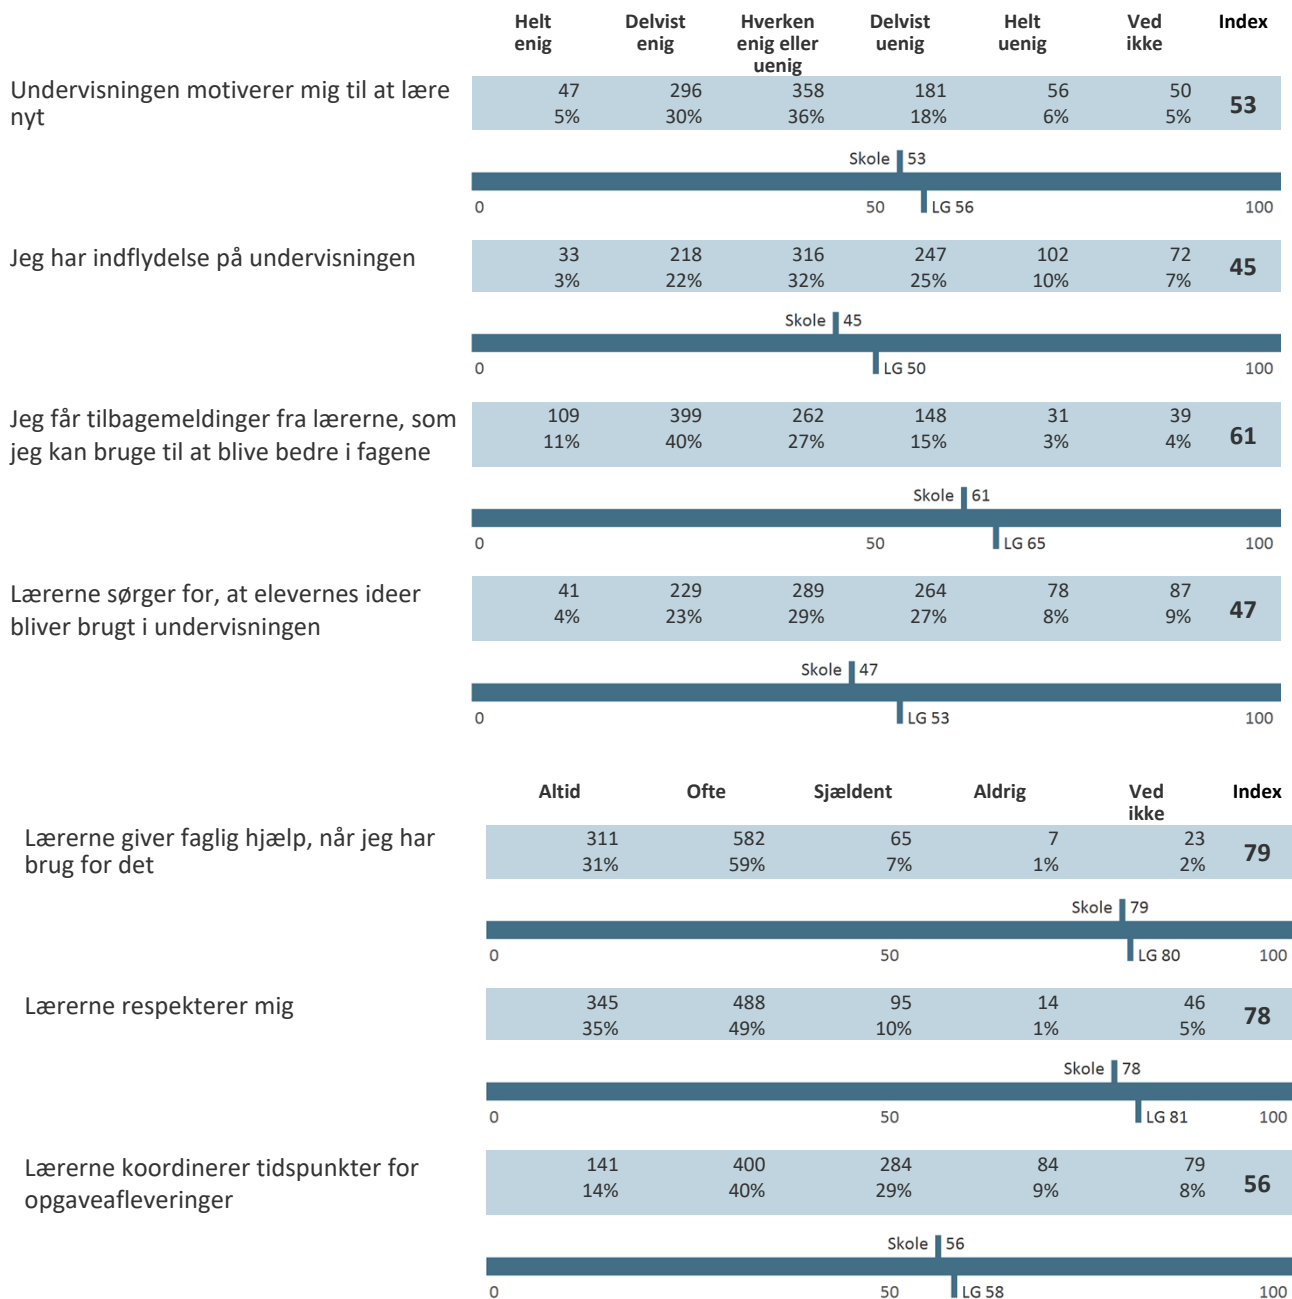 Helt Delvist Hverken Delvist Helt Ved Index
enig enig enig eller uenig uenig ikke
uenig
Undervisningen motiverer mig til at lære 47 296 358 181 56 50 53
nyt 5% 30% 36% 18% 6% 5%
Skole 53
0 50 LG 56 100
Jeg har indflydelse på undervisningen 33 218 316 247 102 72 45
3% 22% 32% 25% 10% 7%
Skole 45
0 LG 50 100
Jeg får tilbagemeldinger fra lærerne, som 109 399 262 148 31 39 61
jeg kan bruge til at blive bedre i fagene 11% 40% 27% 15% 3% 4%
Skole 61
0 50 LG 65 100
Lærerne sørger for, at elevernes ideer 41 229 289 264 78 87 47
bliver brugt i undervisningen 4% 23% 29% 27% 8% 9%
Skole 47
0 LG 53 100
Altid Ofte Sjældent Aldrig Ved Index
ikke
Lærerne giver faglig hjælp, når jeg har 311 582 65 7 23 79
brug for det 31% 59% 7% 1% 2%
Skole 79
0 50 LG 80 100
Lærerne respekterer mig 345 488 95 14 46 78
35% 49% 10% 1% 5%
Skole 78
0 50 LG 81 100
Lærerne koordinerer tidspunkter for 141 400 284 84 79 56
opgaveafleveringer 14% 40% 29% 9% 8%
Skole 56
0 50 LG 58 100